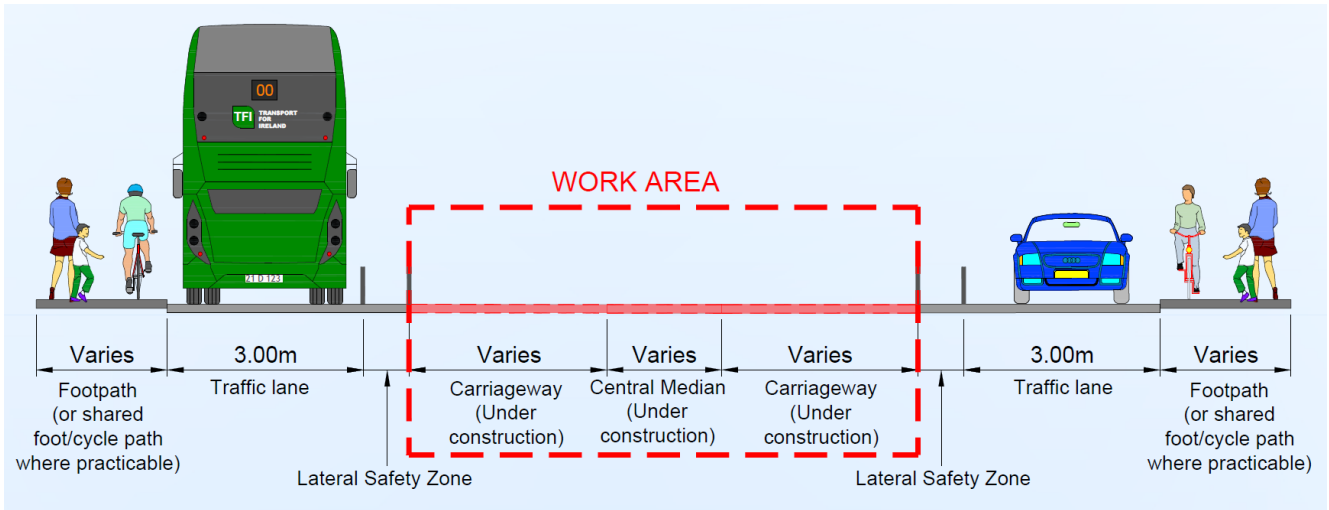 00
TFI
TRANSPORT
FOR
IRELAND
21 D 123
WORK AREA
Varies
3.00m
Varies
Varies
Varies
3.00m
Varies
Footpath
(or shared
foot/cycle path
where practicable)
Traffic lane
Lateral Safety Zone
Carriageway
(Under
construction)
Central Median
(Under
construction)
Carriageway
(Under
construction)
Lateral Safety Zone
Traffic lane
Footpath
(or shared
foot/cycle path
where practicable)